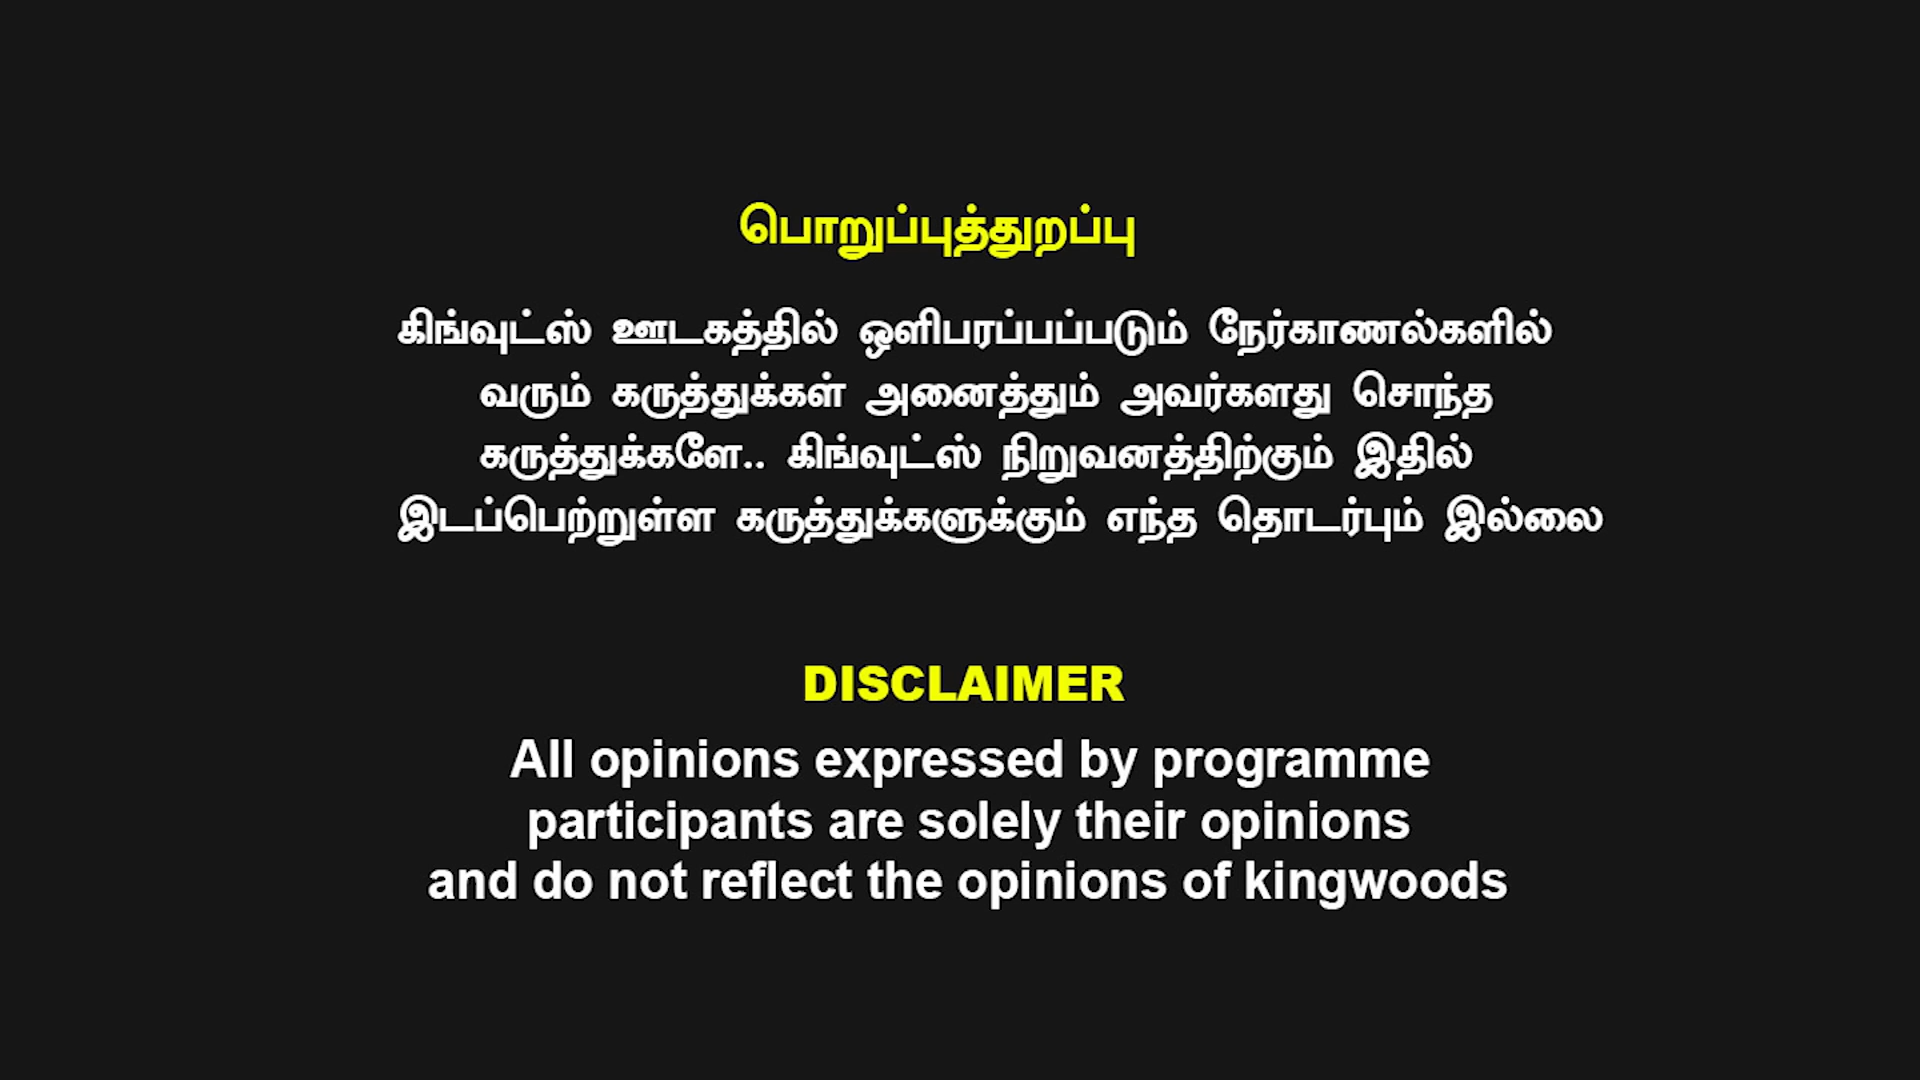 பொறுப்புத்துறப்பு
கிங்வுட்ஸ் ஊடகத்தில் ஒளிபரப்பப்படும் நேர்காணல்களில்
வரும் கருத்துக்கள் அனைத்தும் அவர்களது சொந்த
கருத்துக்களே.. கிங்வுட்ஸ் நிறுவனத்திற்கும் இதில்
இடப்பெற்றுள்ள கருத்துக்களுக்கும் எந்த தொடர்பும் இல்லை
DISCLAIMER
All opinions expressed by programme
participants are solely their opinions
and do not reflect the opinions of kingwoods